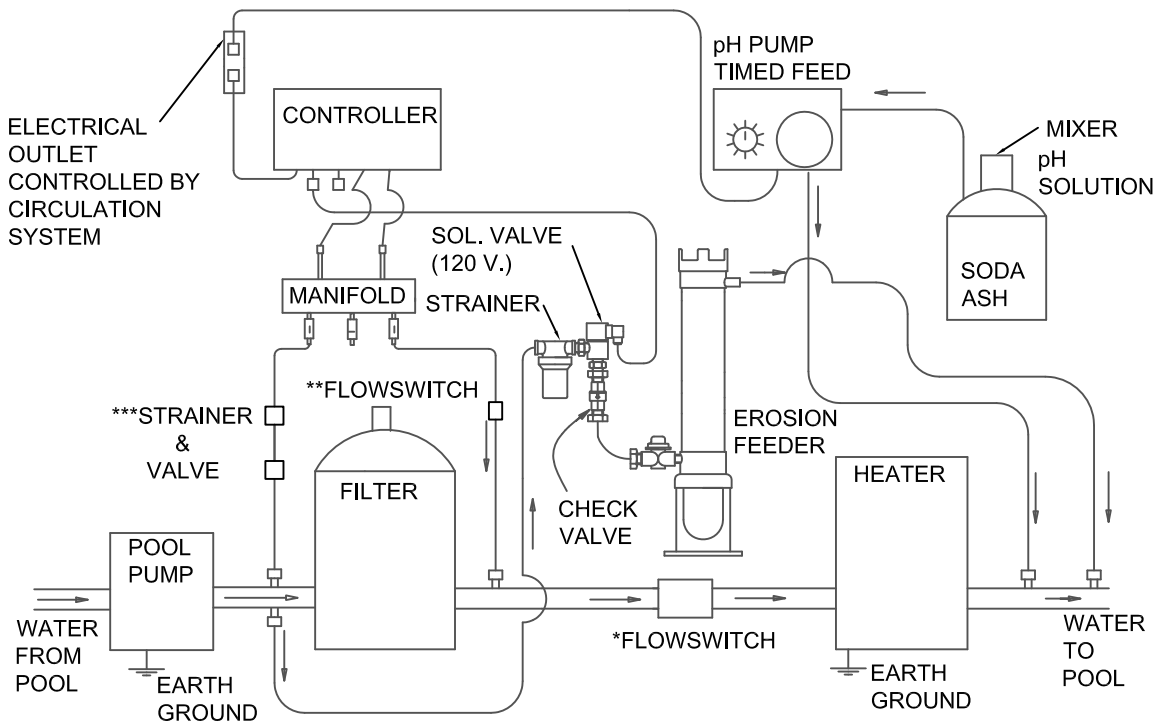 pH PUMP
TIMED FEED
ELECTRICAL
OUTLET
CONTROLLED BY
CIRCULATION
SYSTEM
CONTROLLER
MIXER
pH
SOLUTION
SODA
ASH
SOL. VALVE
(120 V.)
STRAINER
MANIFOLD
**FLOWSWITCH
***STRAINER
&
VALVE
EROSION
FEEDER
FILTER
HEATER
CHECK
VALVE
POOL
PUMP
*FLOWSWITCH
WATER
FROM
POOL
EARTH
GROUND
EARTH
GROUND
WATER
TO
POOL